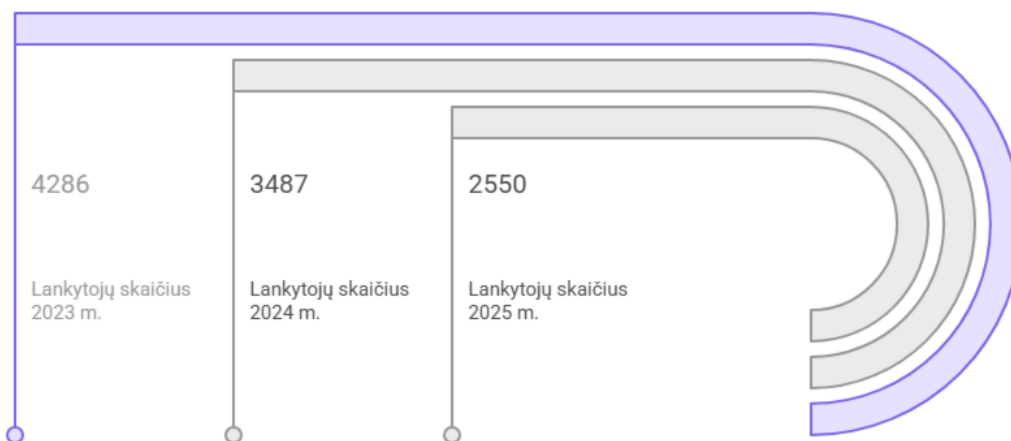 4286
3487
2550
Lankytojų skaičius
2023 m.
Lankytojų skaičius
2024 m.
Lankytojų skaičius
2025 m.